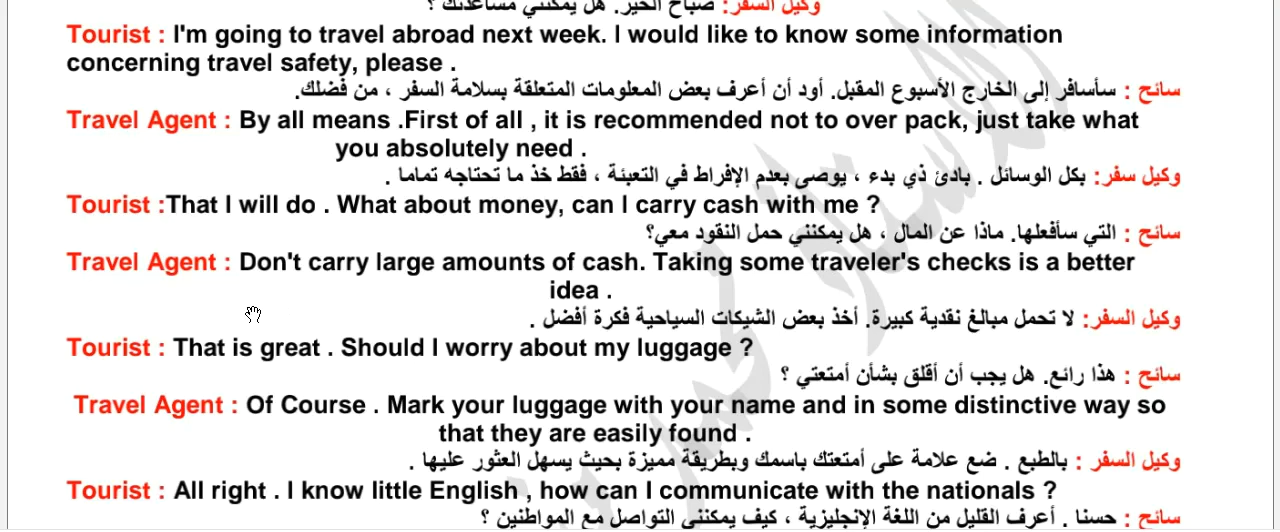 وكيل السفر: صباح الخير. هل يمكنني مساعدتك ؟
Tourist : I'm going to travel abroad next week. I would like to know some information
concerning travel safety, please .
سائح : سأسافر إلى الخارج الأسبوع المقبل. أود أن أعرف بعض المعلومات المتعلقة بسلامة السفر ، من فضلك.
Travel Agent : By all means .First of all , it is recommended not to over pack, just take what
you absolutely need .
وكيل سفر: بكل الوسائل . بادئ ذي بدء ، يوصى بعدم الإفراط في التعبئة ، فقط خذ ما تحتاجه تماما .
Tourist :That I will do . What about money, can I carry cash with me ?
سائح : التي سأفعلها. ماذا عن المال ، هل يمكنني حمل النقود معي؟
Travel Agent : Don't carry large amounts of cash. Taking some traveler's checks is a better
idea .
وكيل السفر: لا تحمل مبالغ نقدية كبيرة. أخذ بعض الشيكات السياحية فكرة أفضل .
Tourist : That is great . Should I worry about my luggage ?
سائح : هذا رائع. هل يجب أن أقلق بشأن أمتعتي ؟
Travel Agent : Of Course . Mark your luggage with your name and in some distinctive way so
that they are easily found .
وكيل السفر : بالطبع . ضع علامة على أمتعتك باسمك وبطريقة مميزة بحيث يسهل العثور عليها .
Tourist : All right . I know little English , how can I communicate with the nationals ?
سائح : حسنا . أعرف القليل من اللغة الإنجليزية ، كيف يمكنني التواصل مع المواطنين ؟